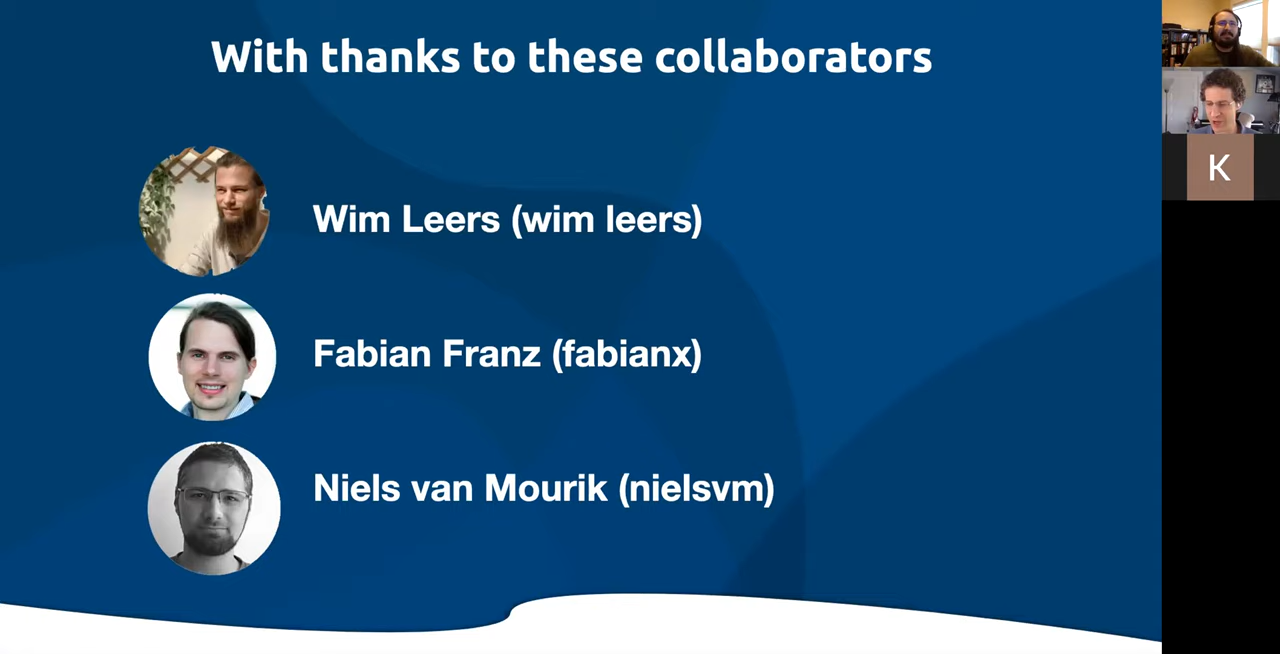 With thanks to these collaborators
Wim Leers (wim leers)
Fabian Franz (fabianx)
Niels van Mourik (nielsvm)
K